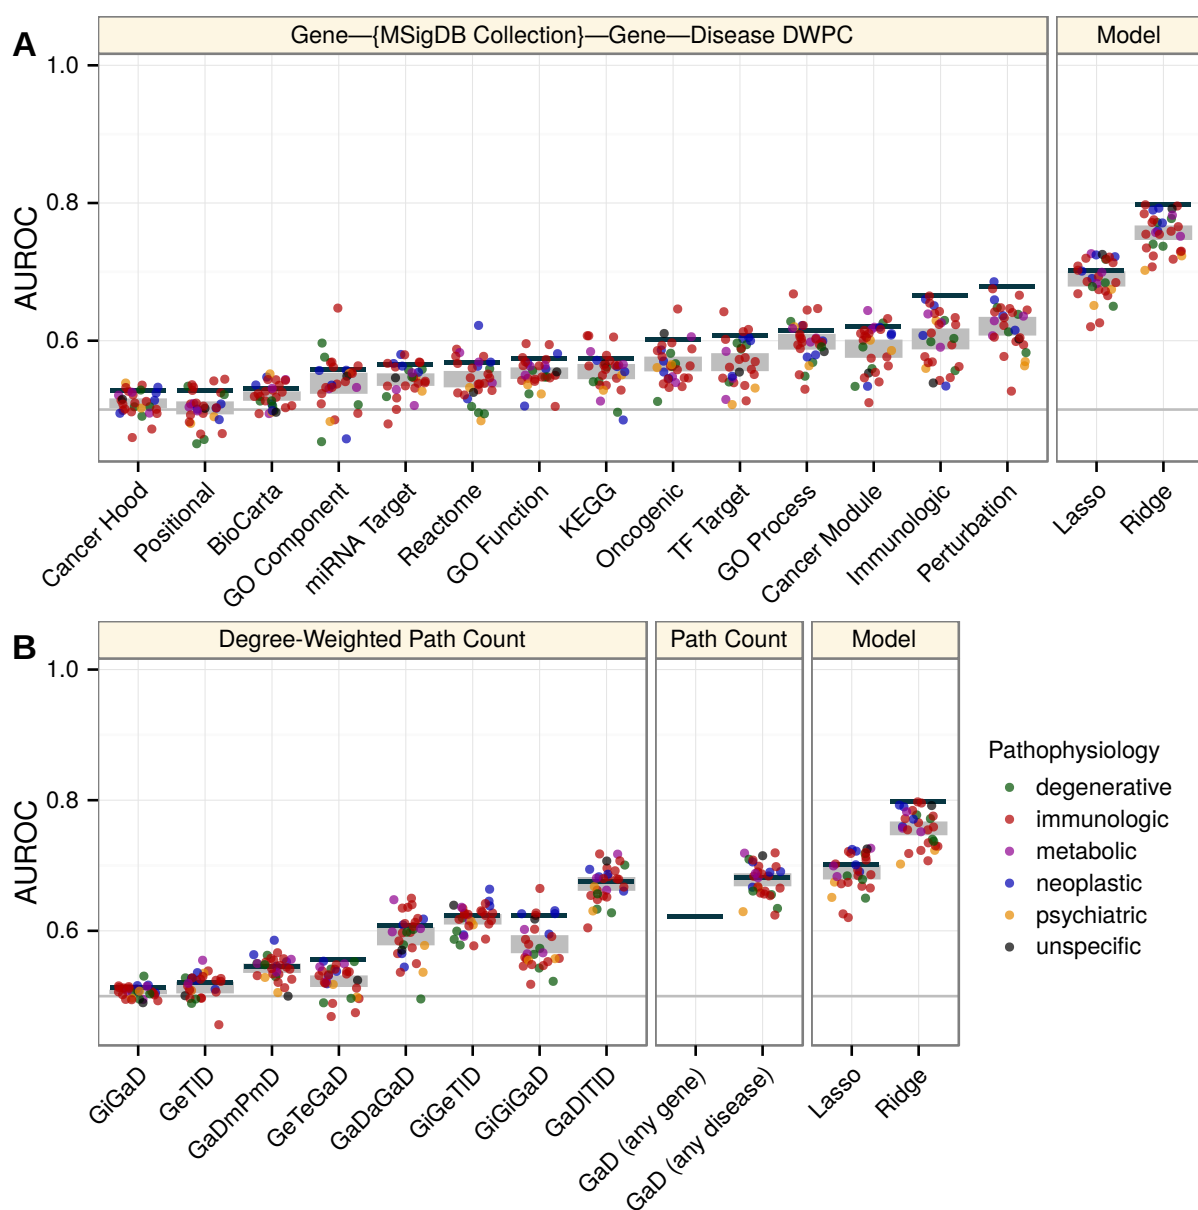 A
Gene—{MSigDB Collection}—Gene—Disease DWPC
Model
AUROC
1.0
0.8
0.6
Cancer Hood
Positional
BioCarta
GO Component
miRNA Target
Reactome
GO Function
KEGG
Oncogenic
TF Target
GO Process
Cancer Module
Immunologic
Perturbation
Lasso
Ridge
B
Degree-Weighted Path Count
Path Count
Model
AUROC
1.0
0.8
0.6
GiGaD
GeTlD
GaDmPmD
GeTeGaD
GaDaGaD
GiGeTlD
GiGiGaD
GaDlTlD
GaD (any gene)
GaD (any disease)
Lasso
Ridge
Pathophysiology
degenerative
immunologic
metabolic
neoplastic
psychiatric
unspecific